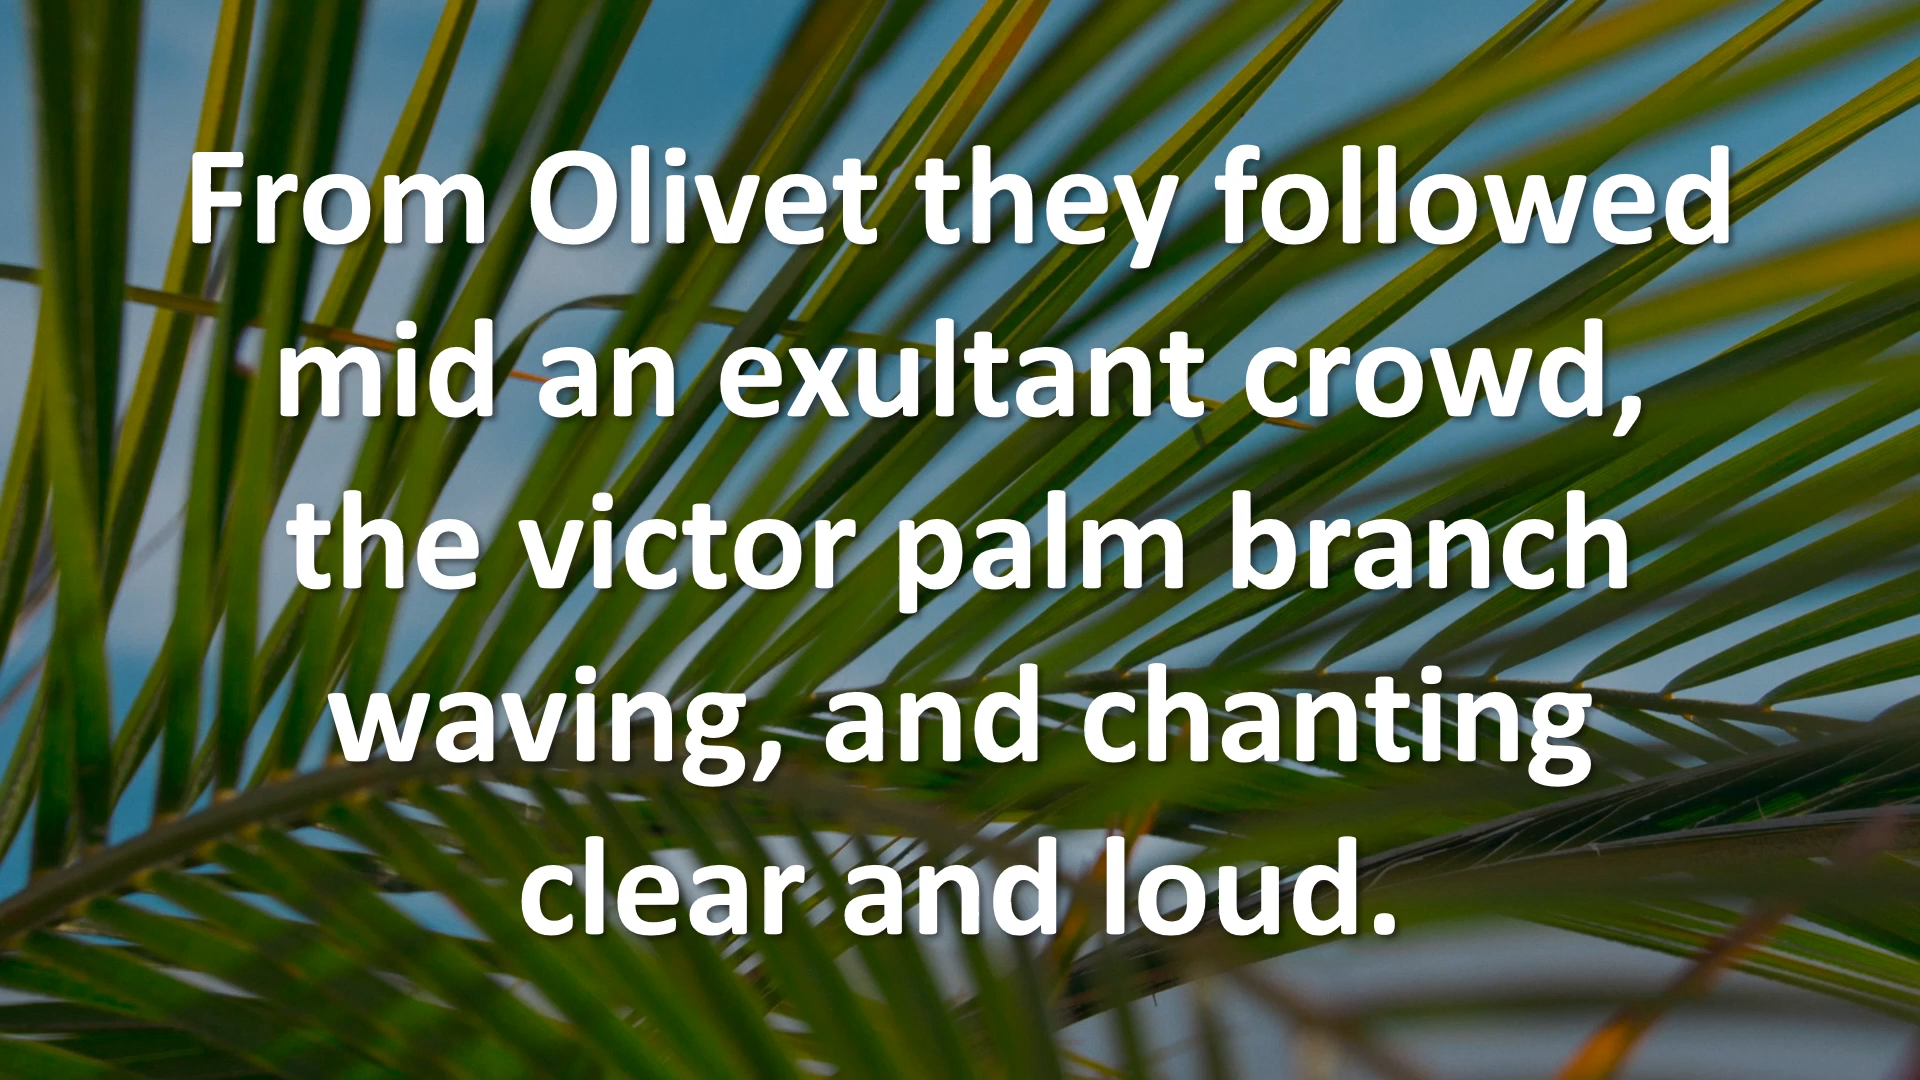 From Olivet they followed
mid an exultant crowd,
the victor palm branch
waving, and chanting
clear and loud.